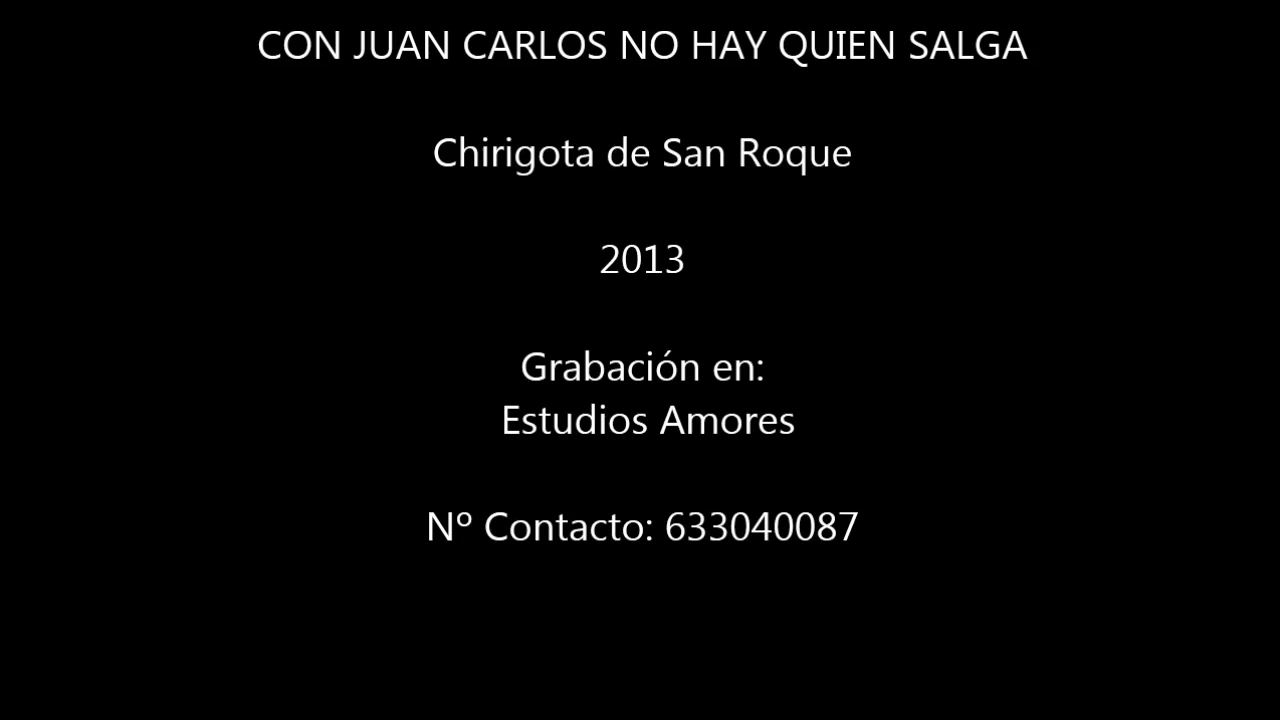 CON JUAN CARLOS NO HAY QUIEN SALGA
Chirigota de San Roque
2013
Grabación en:
Estudios Amores
Nº Contacto: 633040087